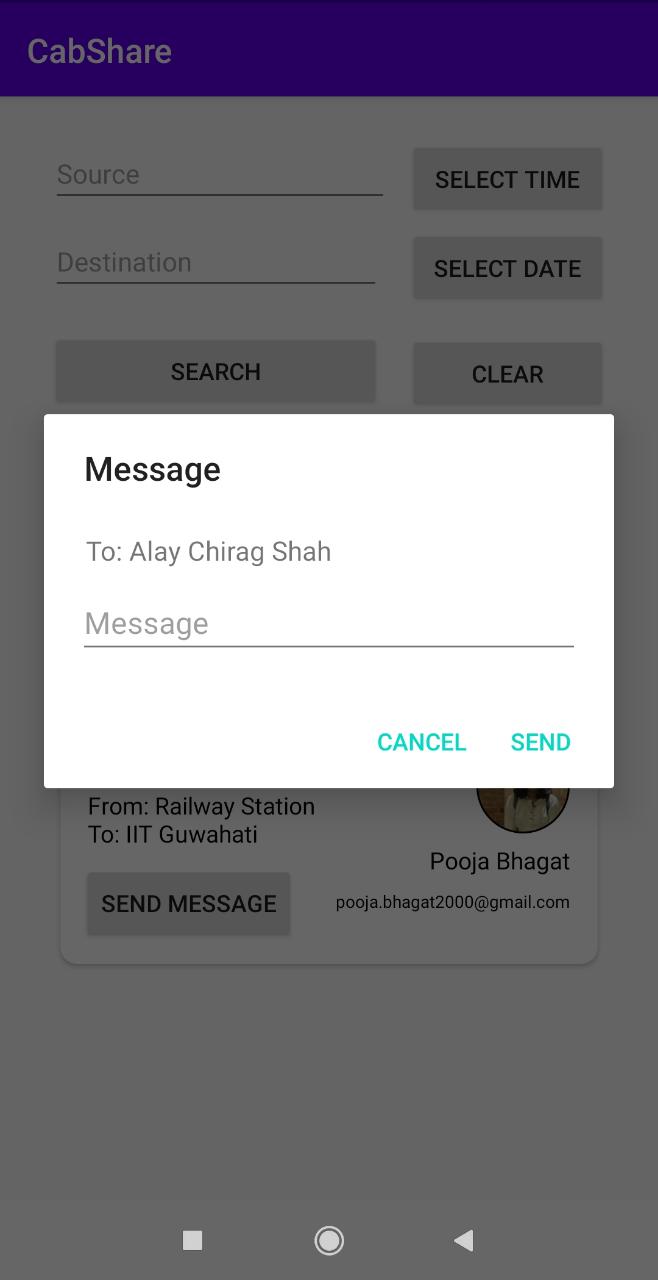 CabShare
Source
SELECT TIME
Destination
SELECT DATE
SEARCH
CLEAR
Message
To: Alay Chirag Shah
Message
CANCEL
SEND
From: Railway Station
To: IIT Guwahati
Pooja Bhagat
SEND MESSAGE
pooja.bhagat2000@gmail.com